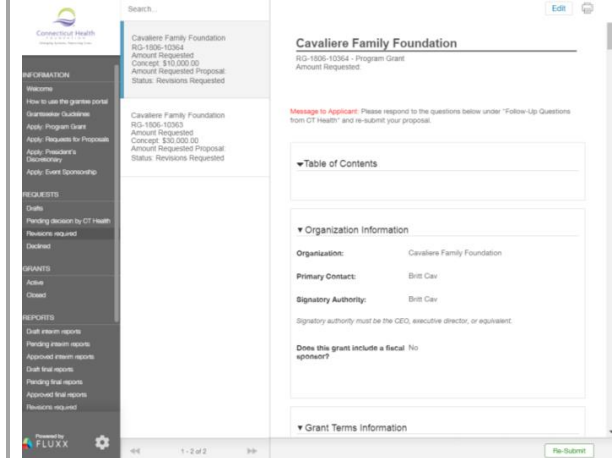 Connecticut Health
FOUNDATION
INFORMATION
Welcome
How to use the grantee portal
Grantseeker Guidelines
Apply: Program Grant
Apply: Requests for Proposals
Apply: President's
Discretionary
Apply: Event Sponsorship
REQUESTS
Drafts
Pending decision by CT Health
Revisions required
Declined
GRANTS
Active
Closed
REPORTS
Draft interim reports
Pending interim reports
Approved interim reports
Draft final reports
Pending final reports
Approved final reports
Revisions required
Powered by
FLUXX
Search...
Cavaliere Family Foundation
RG-1806-10364
Amount Requested
Concept: $10,000.00
Amount Requested Proposal:
Status: Revisions Requested
Cavaliere Family Foundation
RG-1806-10363
Amount Requested
Concept: $30,000.00
Amount Requested Proposal:
Status: Revisions Requested
1 - 2 of 2
Edit
Cavaliere Family Foundation
RG-1806-10364 - Program Grant
Amount Requested:
Message to Applicant: Please respond to the questions below under "Follow-Up Questions
from CT Health" and re-submit your proposal.
Table of Contents
Organization Information
Organization: Cavaliere Family Foundation
Primary Contact: Britt Cav
Signatory Authority: Britt Cav
Signatory authority must be the CEO, executive director, or equivalent.
Does this grant include a fiscal No
sponsor?
Grant Terms Information
Re-Submit